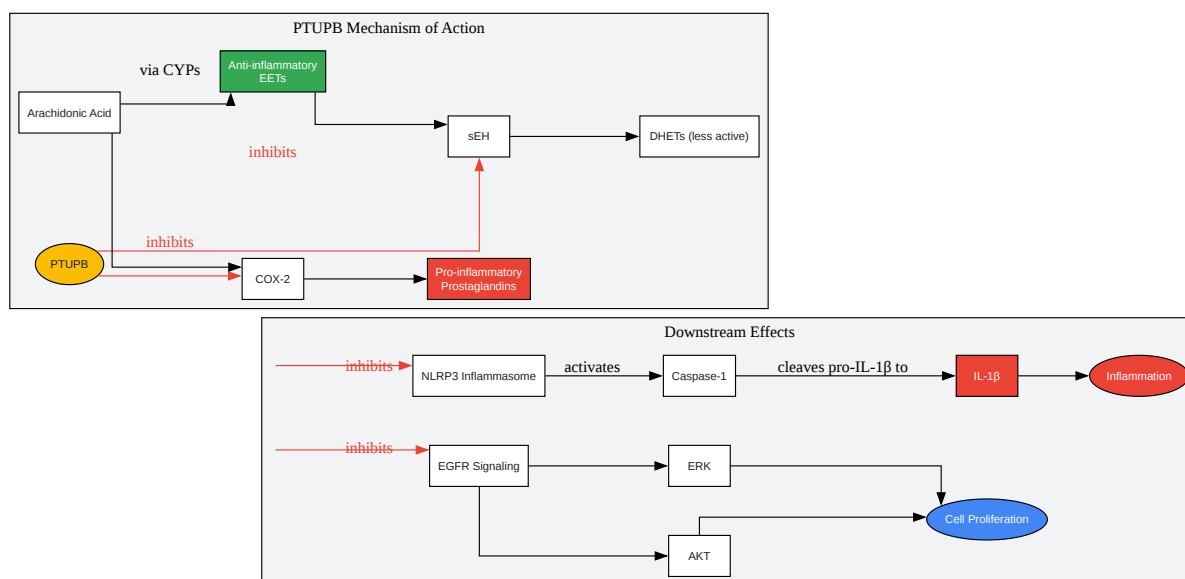 PTUPB Mechanism of Action
via CYPs
Anti-inflammatory
EETs
Arachidonic Acid
sEH
DHETs (less active)
inhibits
inhibits
PTUPB
COX-2
Pro-inflammatory
Prostaglandins
Downstream Effects
inhibits
NLRP3 Inflammasome
activates
Caspase-1
cleaves pro-IL-1β to
IL-1β
Inflammation
inhibits
EGFR Signaling
ERK
Cell Proliferation
AKT